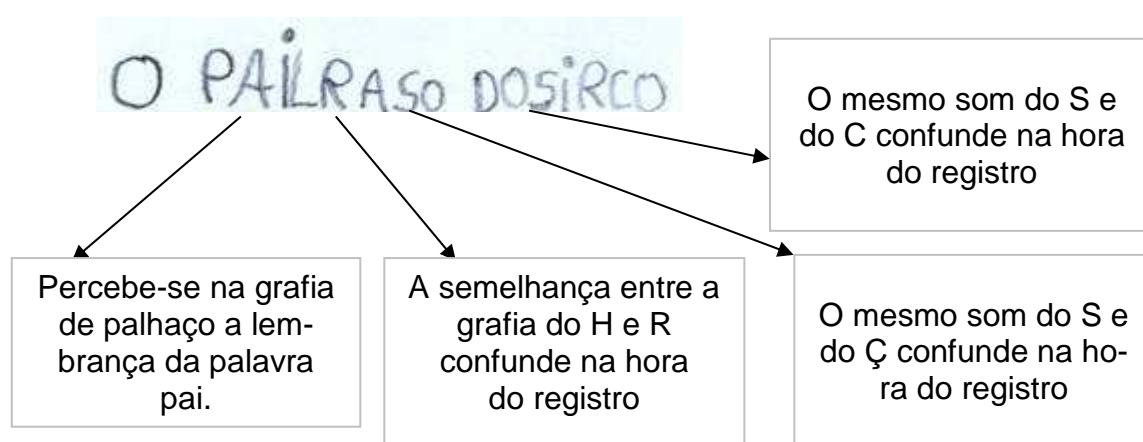 O PAILRASO DOSiRCO
O mesmo som do S e
do C confunde na hora
do registro
Percebe-se na grafia
de palhaço a lem-
brança da palavra
pai.
A semelhança entre a
grafia do H e R
confunde na hora
do registro
O mesmo som do S e
do Ç confunde na ho-
ra do registro